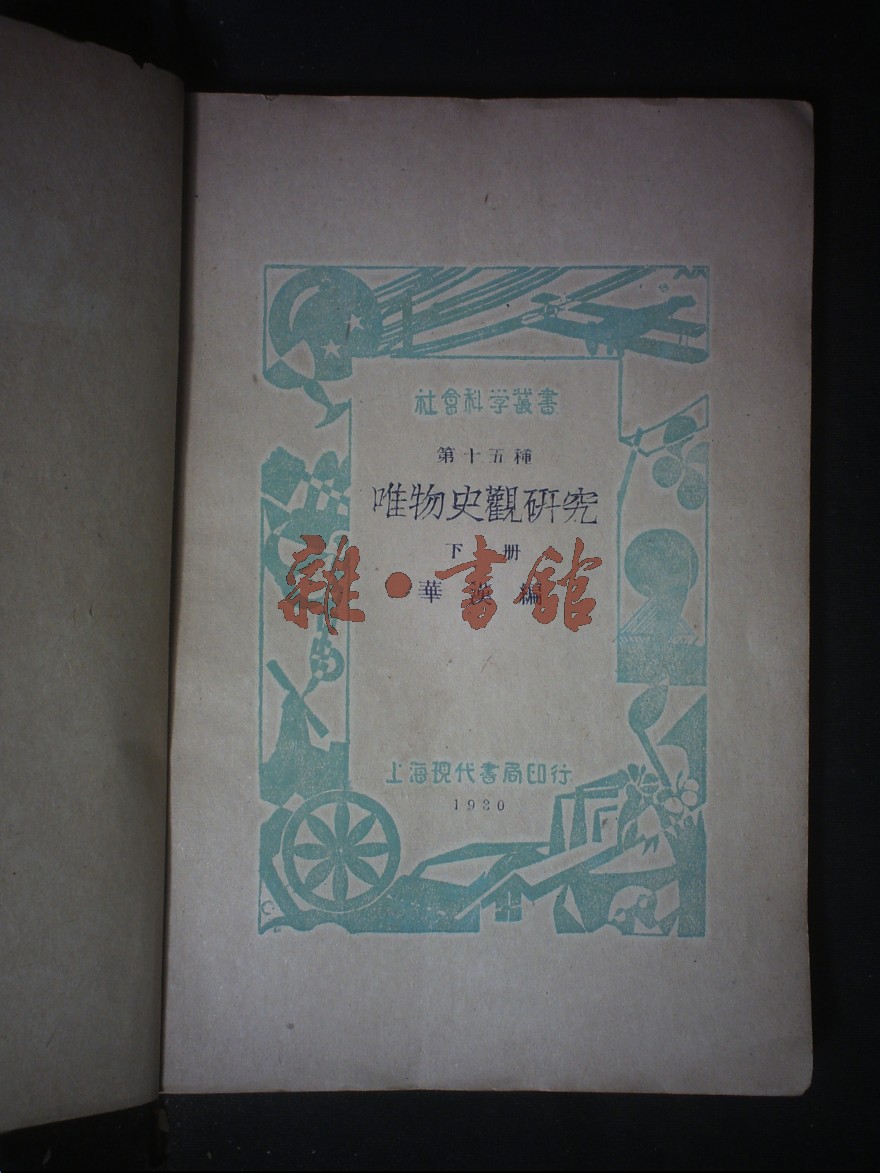 社會科学叢書
第十五種
唯物史觀研究
下册
華漢編
雜·書館
上海現代書局印行
1930